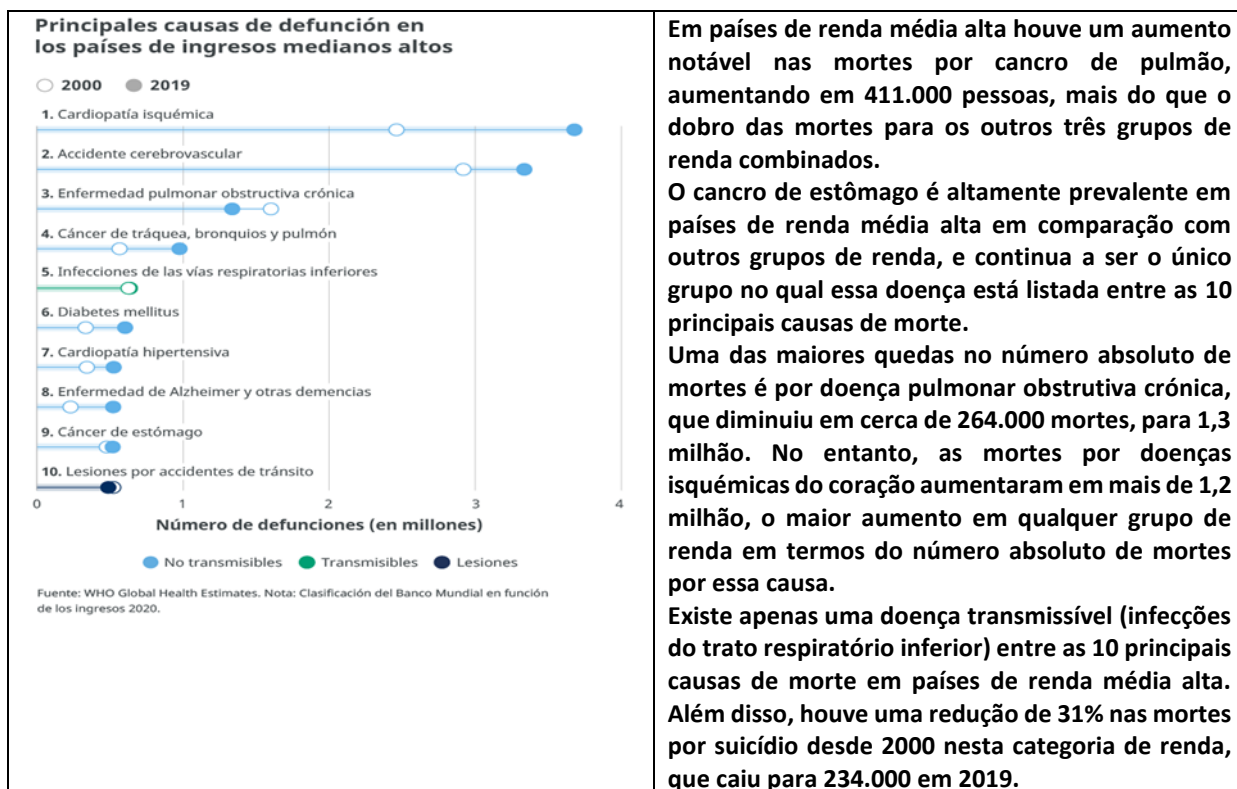 Principales causas de defunción en
los países de ingresos medianos altos
2000 2019
1. Cardiopatía isquémica
2. Accidente cerebrovascular
3. Enfermedad pulmonar obstructiva crónica
4. Cáncer de tráquea, bronquios y pulmón
5. Infecciones de las vías respiratorias inferiores
6. Diabetes mellitus
7. Cardiopatía hipertensiva
8. Enfermedad de Alzheimer y otras demencias
9. Cáncer de estómago
10. Lesiones por accidentes de tránsito
0 1 2 3 4
Número de defunciones (en millones)
No transmisibles Transmisibles Lesiones
Fuente: WHO Global Health Estimates. Nota: Clasificación del Banco Mundial en función
de los ingresos 2020.
Em países de renda média alta houve um aumento
notável nas mortes por cancro de pulmão,
aumentando em 411.000 pessoas, mais do que o
dobro das mortes para os outros três grupos de
renda combinados.
O cancro de estômago é altamente prevalente em
países de renda média alta em comparação com
outros grupos de renda, e continua a ser o único
grupo no qual essa doença está listada entre as 10
principais causas de morte.
Uma das maiores quedas no número absoluto de
mortes é por doença pulmonar obstrutiva crónica,
que diminuiu em cerca de 264.000 mortes, para 1,3
milhão. No entanto, as mortes por doenças
isquémicas do coração aumentaram em mais de 1,2
milhão, o maior aumento em qualquer grupo de
renda em termos do número absoluto de mortes
por essa causa.
Existe apenas uma doença transmissível (infecções
do trato respiratório inferior) entre as 10 principais
causas de morte em países de renda média alta.
Além disso, houve uma redução de 31% nas mortes
por suicídio desde 2000 nesta categoria de renda,
que caiu para 234.000 em 2019.